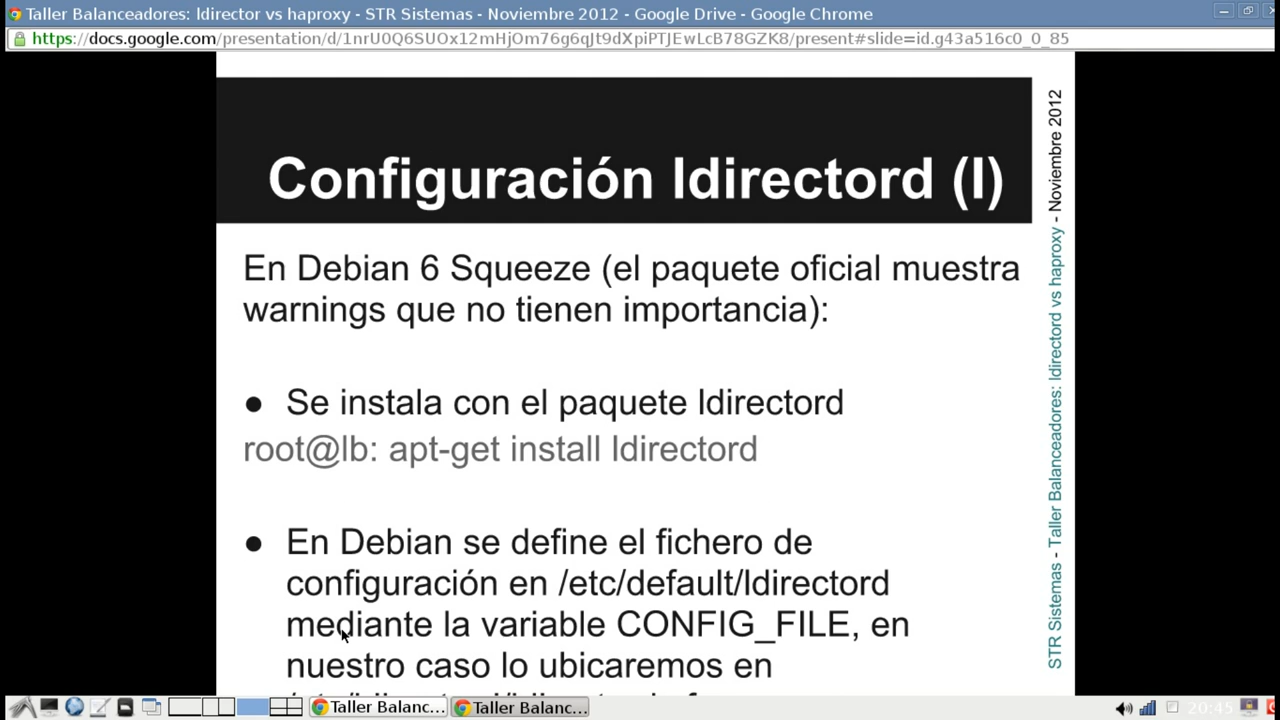 Taller Balanceadores: ldirector vs haproxy - STR Sistemas - Noviembre 2012 - Google Drive - Google Chrome
https://docs.google.com/presentation/d/1nrU0Q6SUOx12mHjOm76g6qJt9dXpiPTJEwLcB78GZK8/present#slide=id.g43a516c0_0_85
Configuración ldirectord (I)
En Debian 6 Squeeze (el paquete oficial muestra
warnings que no tienen importancia):
● Se instala con el paquete ldirectord
root@lb: apt-get install ldirectord
● En Debian se define el fichero de
configuración en /etc/default/ldirectord
mediante la variable CONFIG_FILE, en
nuestro caso lo ubicaremos en
STR Sistemas - Taller Balanceadores: ldirectord vs haproxy - Noviembre 2012
Taller Balanc...
Taller Balanc...
20:45